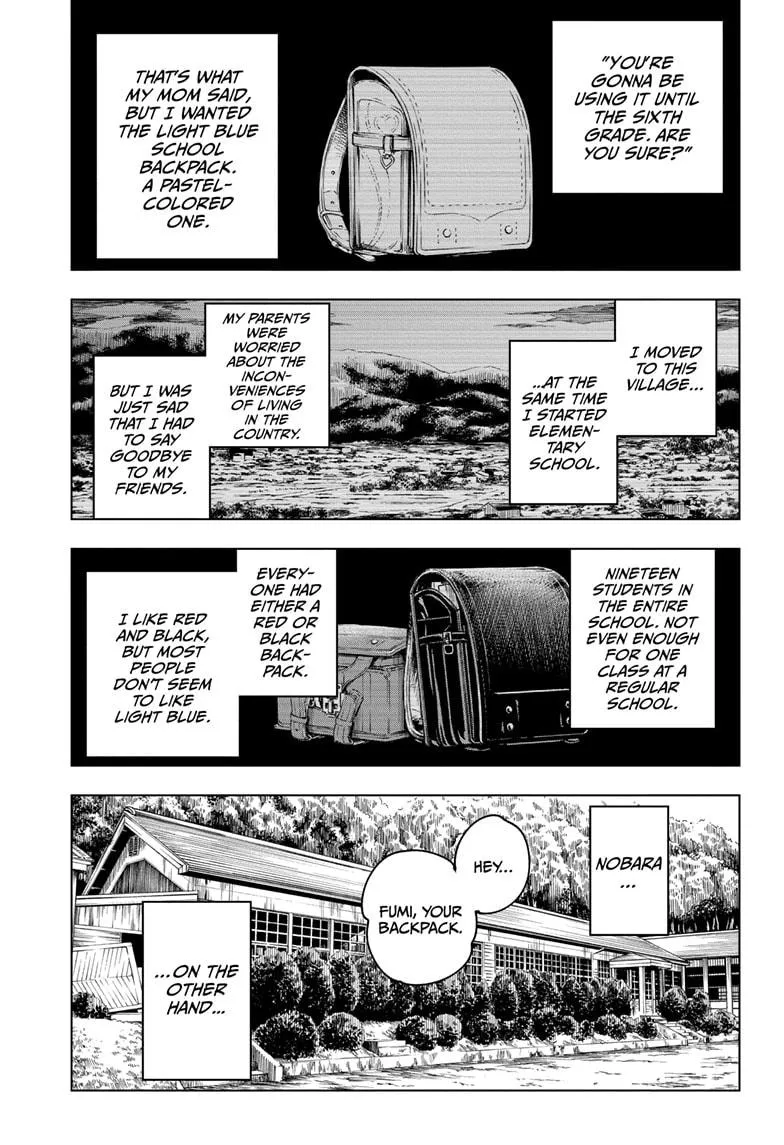 "YOU'RE
GONNA BE
USING IT UNTIL
THE SIXTH
GRADE. ARE
YOU SURE?"
THAT'S WHAT
MY MOM SAID,
BUT I WANTED
THE LIGHT BLUE
SCHOOL
BACKPACK.
A PASTEL-
COLORED
ONE.
I MOVED
TO THIS
VILLAGE...
...AT THE
SAME TIME
I STARTED
ELEMEN-
TARY
SCHOOL.
MY PARENTS
WERE
WORRIED
ABOUT THE
INCON-
VENIENCES
OF LIVING
IN THE
COUNTRY.
BUT I WAS
JUST SAD
THAT I HAD
TO SAY
GOODBYE
TO MY
FRIENDS.
NINETEEN
STUDENTS IN
THE ENTIRE
SCHOOL. NOT
EVEN ENOUGH
FOR ONE
CLASS AT A
REGULAR
SCHOOL.
EVERY-
ONE HAD
EITHER A
RED OR
BLACK
BACK-
PACK.
I LIKE RED
AND BLACK,
BUT MOST
PEOPLE
DON'T SEEM
TO LIKE
LIGHT BLUE.
NOBARA
...
HEY...
FUMI, YOUR
BACKPACK.
...ON THE
OTHER
HAND...